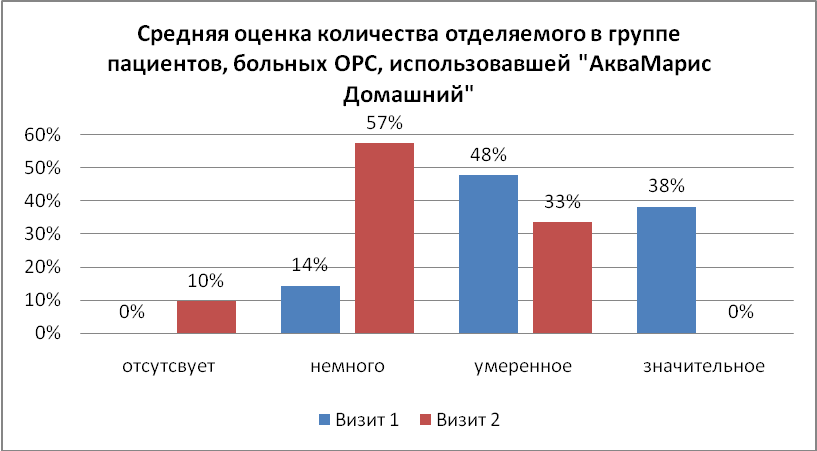 Средняя оценка количества отделяемого в группе
пациентов, больных ОРС, использовавшей "АкваМарис
Домашний"
60%
50%
40%
30%
20%
10%
0%
0%
10%
14%
57%
48%
33%
38%
0%
отсутсвует
немного
умеренное
значительное
Визит 1
Визит 2